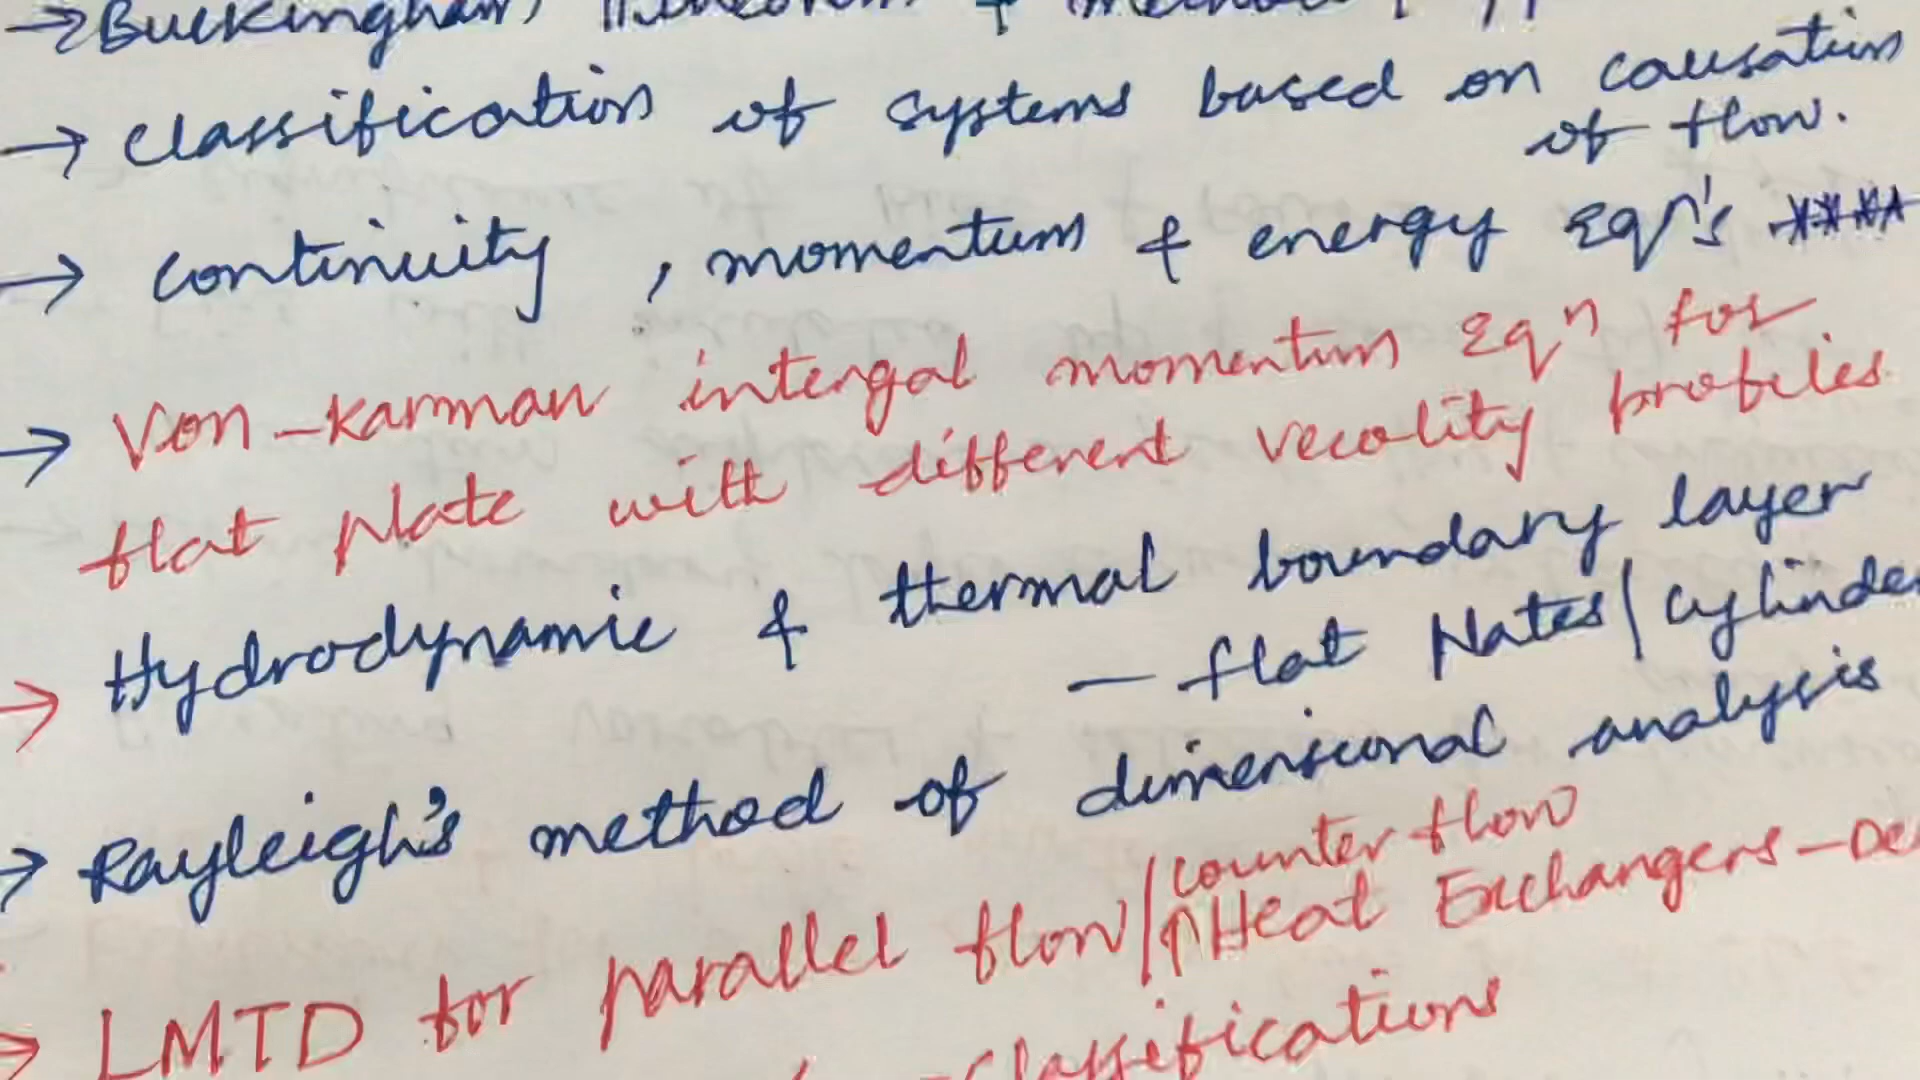 → Buckingham
→ classification of systems based on causation
of flow.
→ continuity, momentum & energy Eqn's ****
→ Von-karman intergal momentum Eqn for
flat plate with different vecolity profiles.
→ Hydrodynamic & thermal boundary layer
— flat Plates/cylinder
→ Rayleigh's method of dimensional analysis
counter flow
→ LMTD for parallel flow/↑Heat Exchangers - De
- Classifications